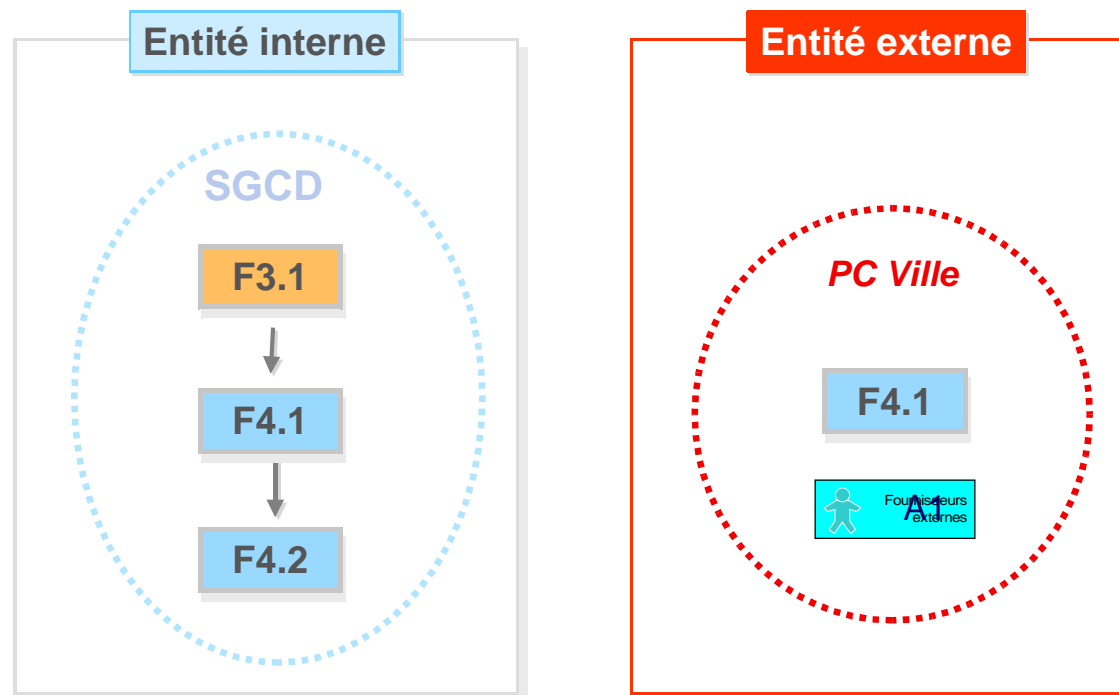 Entité interne
SGCD
F3.1
F4.1
F4.2
Entité externe
PC Ville
F4.1
Fournisseurs
externes
A1